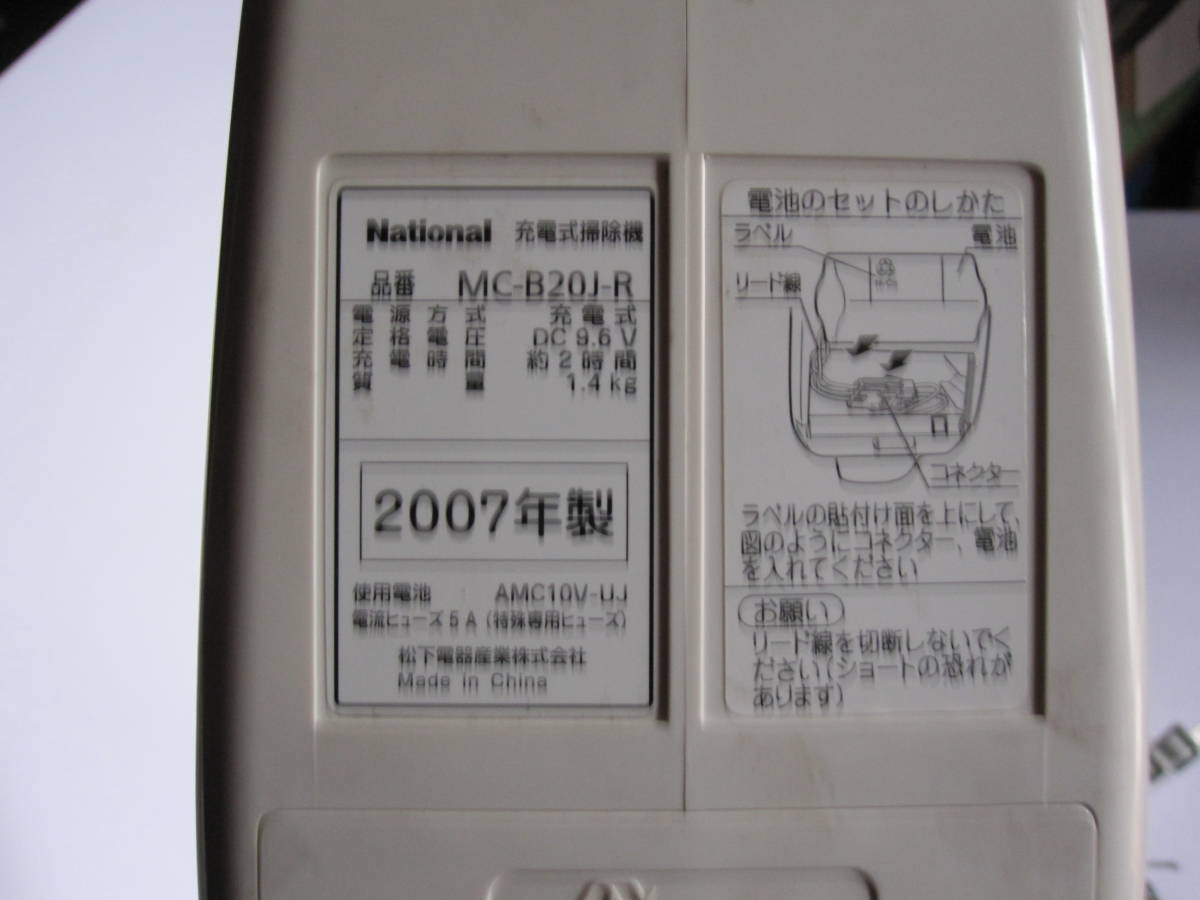 National 充電式掃除機
品番 MC-B20J-R
電源方式 充電式
定格電圧 DC 9.6 V
充電時間 約2時間
質量 1.4 kg
2007年製
使用電池 AMC10V-UJ
電流ヒューズ 5 A (特殊専用ヒューズ)
松下電器産業株式会社
Made in China
電池のセットのしかた
ラベル 電池
リード線
コネクター
ラベルの貼付け面を上にして、
図のようにコネクター、電池
を入れてください
お願い
リード線を切断しないでく
ださい(ショートの恐れが
あります)